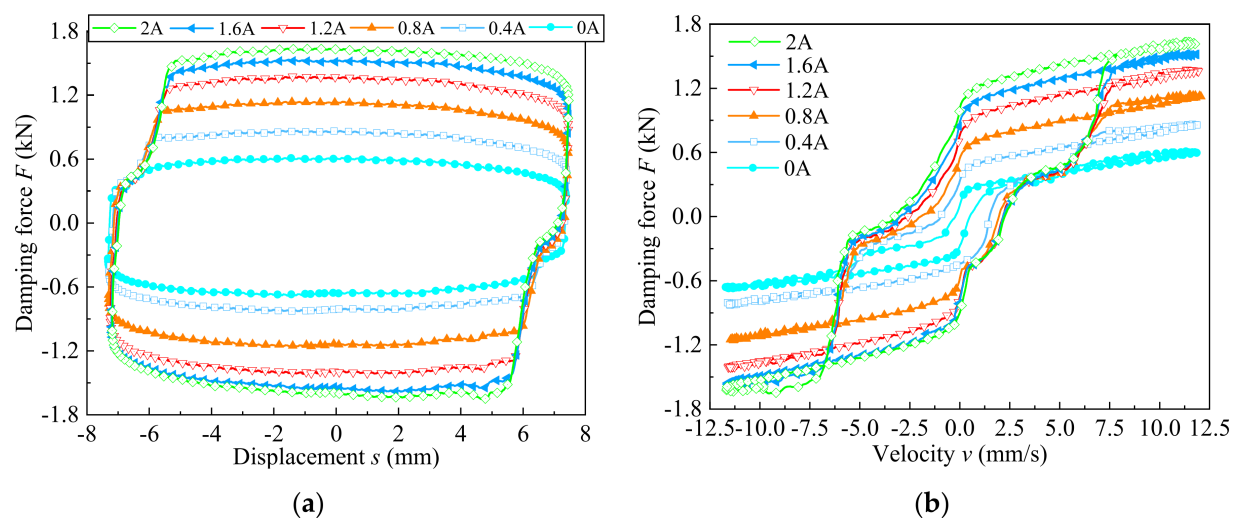 2A 1.6A 1.2A 0.8A 0.4A 0A
Damping force F (kN)
1.8
1.2
0.6
0.0
-0.6
-1.2
-1.8
-8 -6 -4 -2 0 2 4 6 8
Displacement s (mm)
(a)
2A
1.6A
1.2A
0.8A
0.4A
0A
Damping force F (kN)
1.8
1.2
0.6
0.0
-0.6
-1.2
-1.8
-12.5 -10.0 -7.5 -5.0 -2.5 0.0 2.5 5.0 7.5 10.0 12.5
Velocity v (mm/s)
(b)